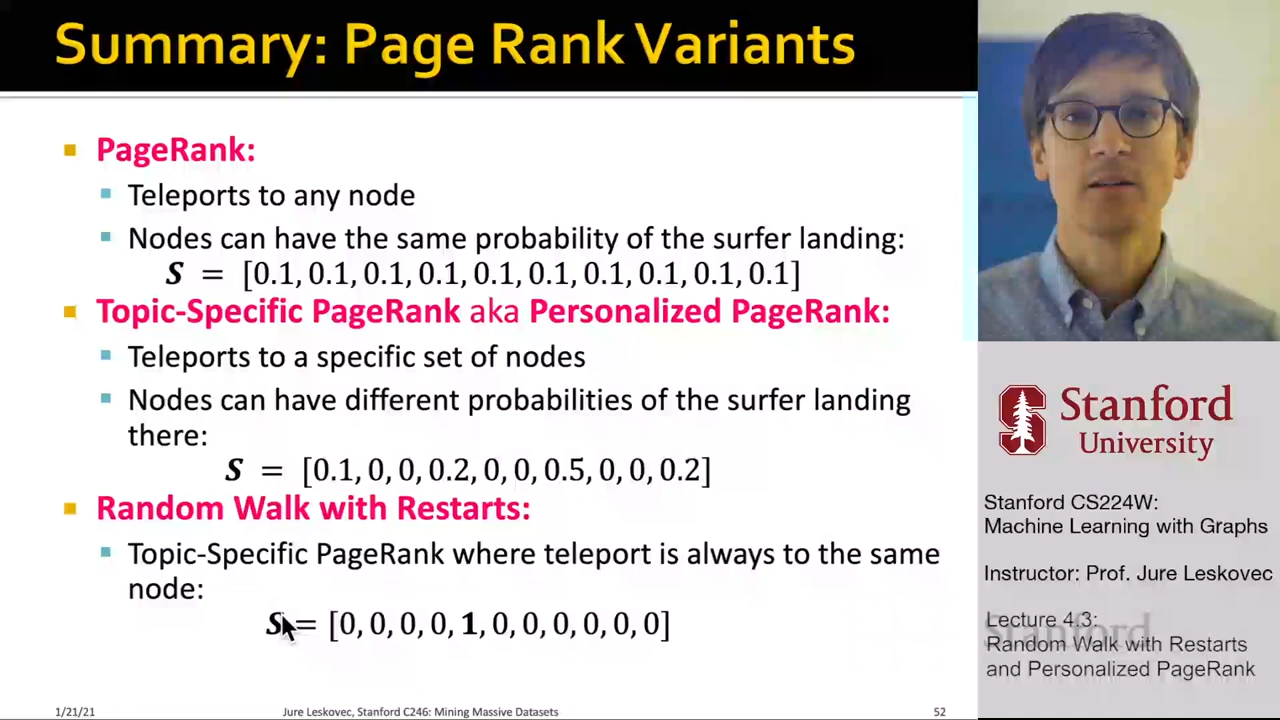 Summary: Page Rank Variants
PageRank:
Teleports to any node
Nodes can have the same probability of the surfer landing:
S = [0.1, 0.1, 0.1, 0.1, 0.1, 0.1, 0.1, 0.1, 0.1, 0.1]
Topic-Specific PageRank aka Personalized PageRank:
Teleports to a specific set of nodes
Nodes can have different probabilities of the surfer landing
there:
S = [0.1, 0, 0, 0.2, 0, 0, 0.5, 0, 0, 0.2]
Random Walk with Restarts:
Topic-Specific PageRank where teleport is always to the same
node:
S = [0, 0, 0, 0, 1, 0, 0, 0, 0, 0, 0]
1/21/21
Jure Leskovec, Stanford C246: Mining Massive Datasets
52
Stanford
University
Stanford CS224W:
Machine Learning with Graphs
Instructor: Prof. Jure Leskovec
Lecture 4.3:
Stanford
Random Walk with Restarts
and Personalized PageRank